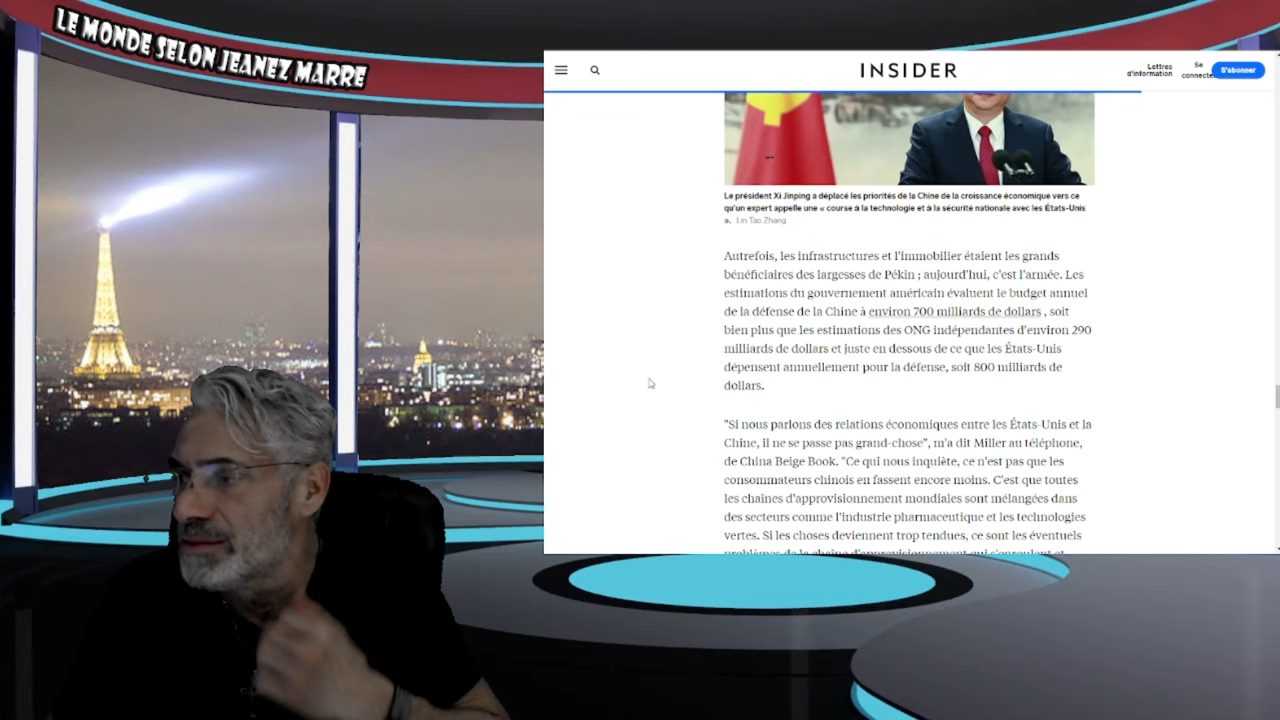 LE MONDE SELON JEANEZ MARRE
INSIDER
Lettres
d'information
Se
connecter
S'abonner
Le président Xi Jinping a déplacé les priorités de la Chine de la croissance économique vers ce
qu'un expert appelle une « course à la technologie et à la sécurité nationale avec les États-Unis
». Lin Tao Zhang
Autrefois, les infrastructures et l'immobilier étaient les grands
bénéficiaires des largesses de Pékin ; aujourd'hui, c'est l'armée. Les
estimations du gouvernement américain évaluent le budget annuel
de la défense de la Chine à environ 700 milliards de dollars , soit
bien plus que les estimations des ONG indépendantes d'environ 290
milliards de dollars et juste en dessous de ce que les États-Unis
dépensent annuellement pour la défense, soit 800 milliards de
dollars.
"Si nous parlons des relations économiques entre les États-Unis et la
Chine, il ne se passe pas grand-chose", m'a dit Miller au téléphone,
de China Beige Book. "Ce qui nous inquiète, ce n'est pas que les
consommateurs chinois en fassent encore moins. C'est que toutes
les chaînes d'approvisionnement mondiales sont mélangées dans
des secteurs comme l'industrie pharmaceutique et les technologies
vertes. Si les choses deviennent trop tendues, ce sont les éventuels
problèmes de la chaîne d'approvisionnement qui s'enroulent et